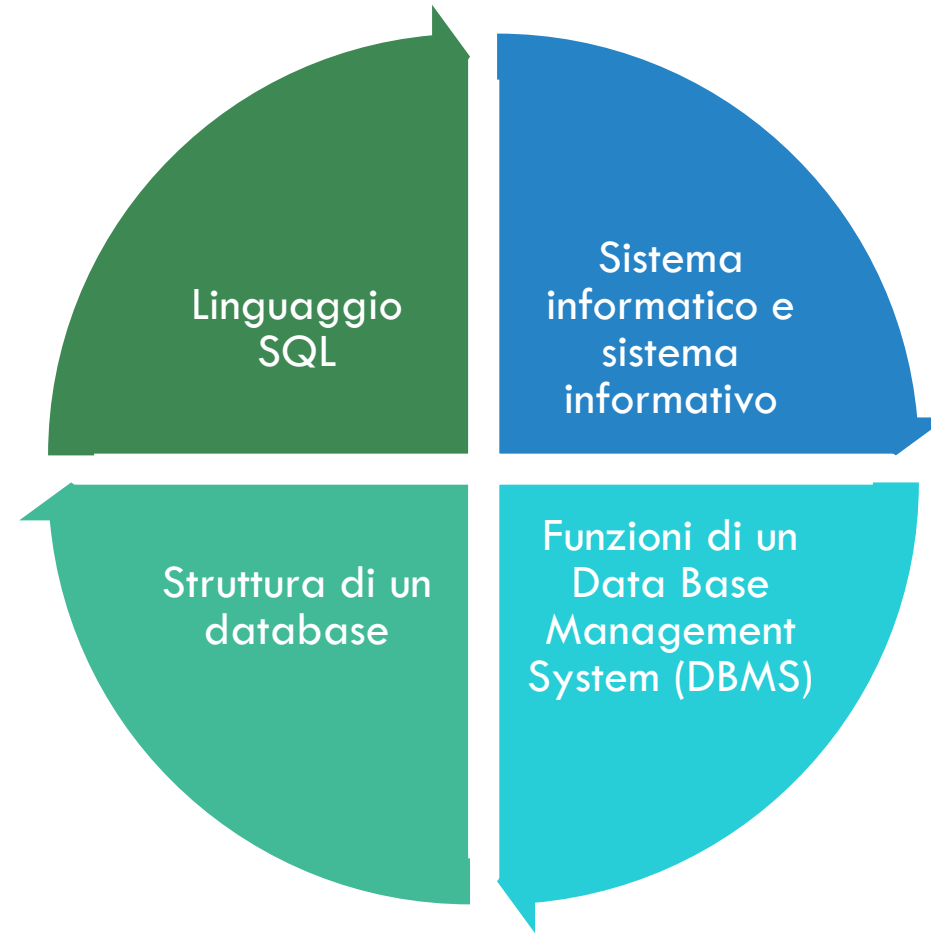 Linguaggio
SQL
Sistema
informatico e
sistema
informativo
Struttura di un
database
Funzioni di un
Data Base
Management
System (DBMS)